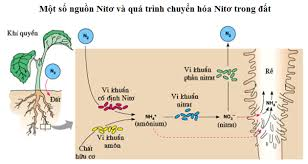 Một số nguồn Nitơ và quá trình chuyển hóa Nitơ trong đất
Khí quyển
N₂
N₂
N₂
Đất
Vi khuẩn
cố định Nitơ
Vi khuẩn
phản nitrat
Vi khuẩn
nitrat
Rễ
NH₄⁺
(amônium)
NO₃⁻
(nitrat)
NH₄⁺
Chất
hữu cơ
Vi khuẩn
amôn